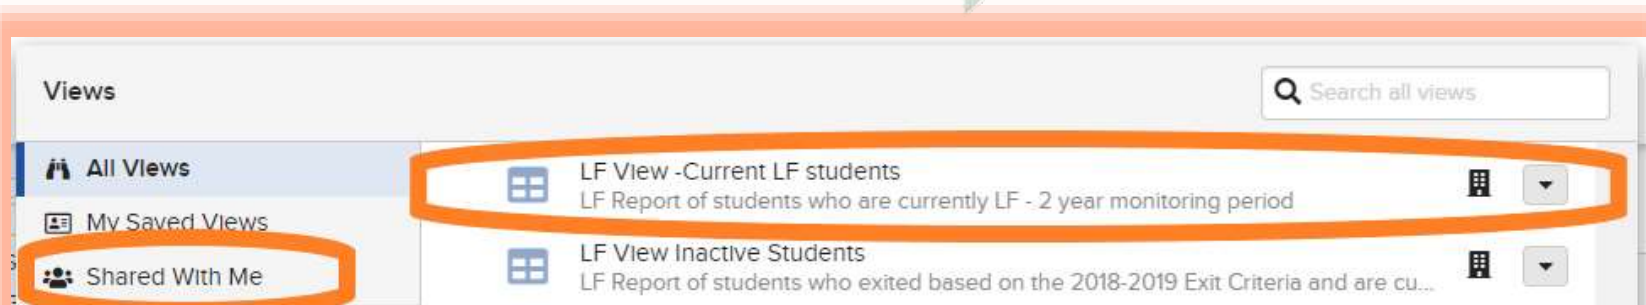 Views
Search all views
All Views
My Saved Views
Shared With Me
LF View -Current LF students
LF Report of students who are currently LF - 2 year monitoring period
LF View Inactive Students
LF Report of students who exited based on the 2018-2019 Exit Criteria and are cu...